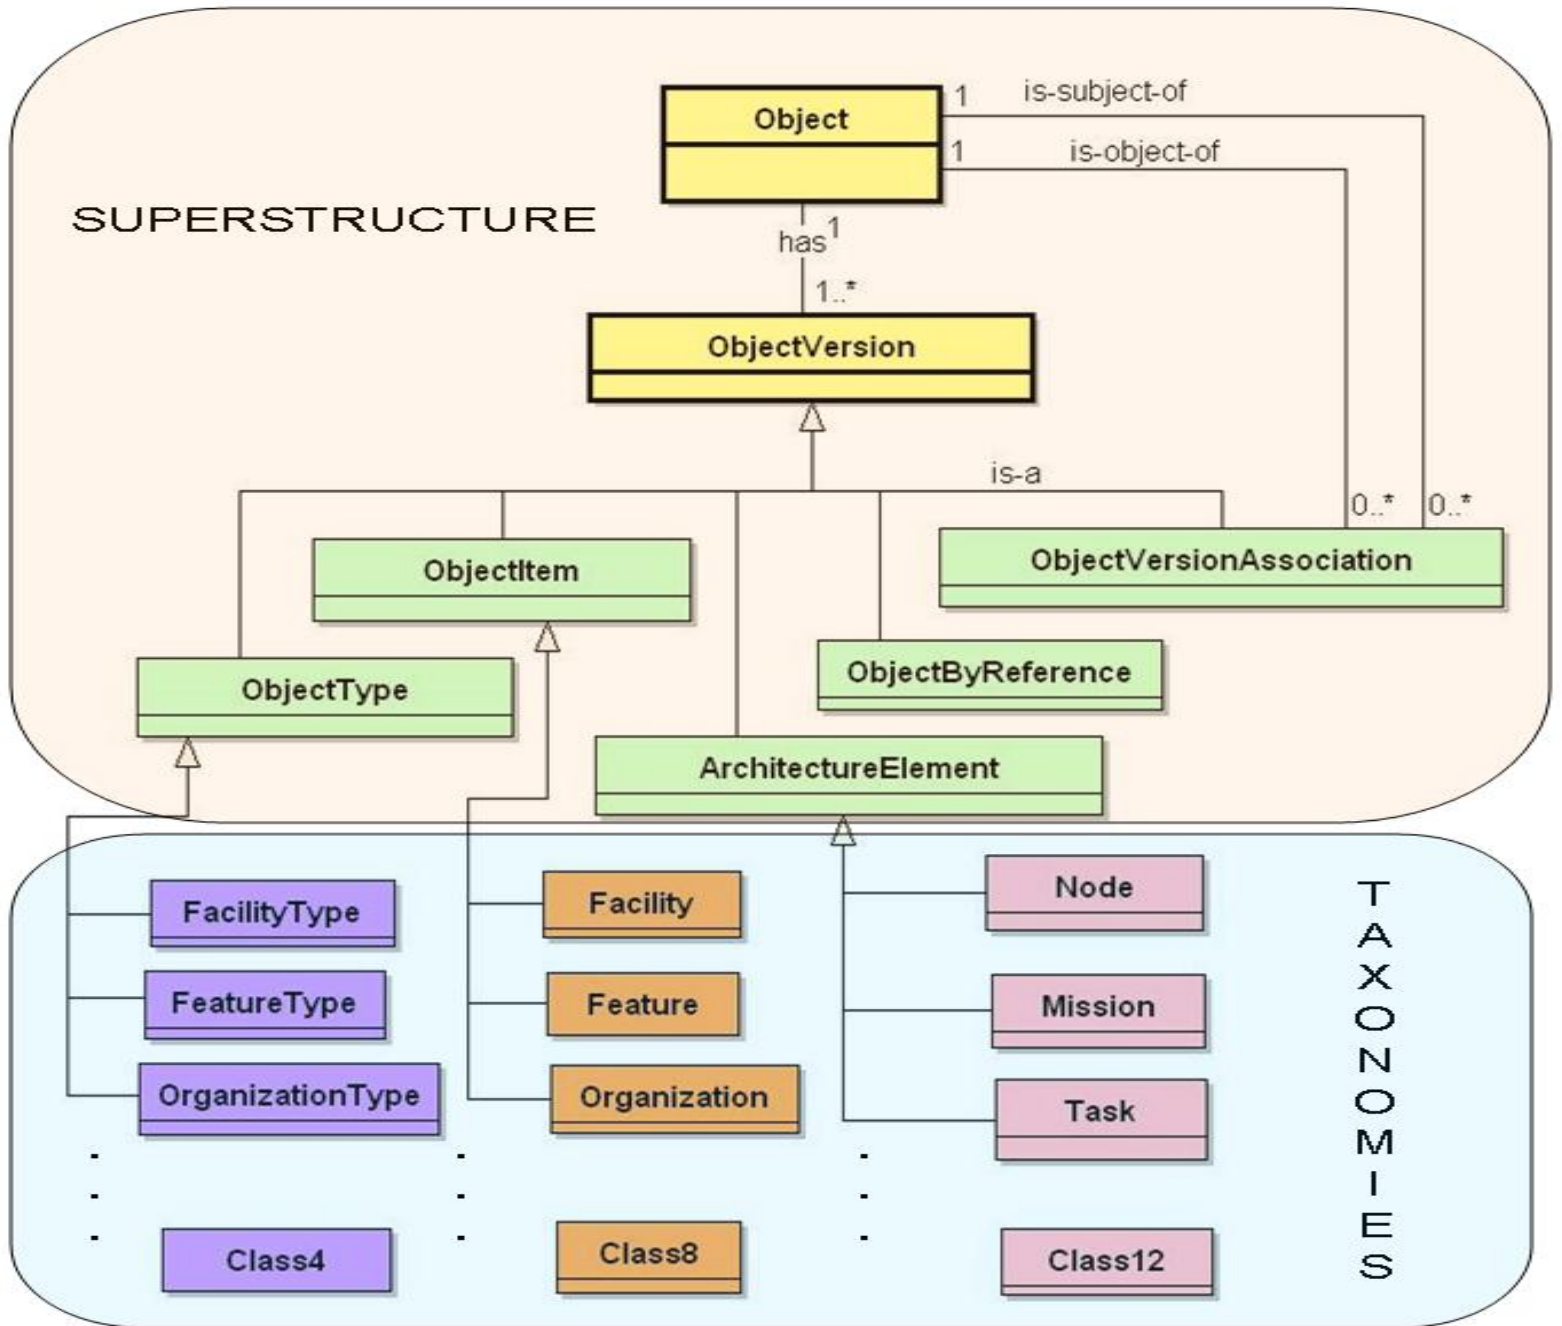 1 is-subject-of
Object
1 is-object-of
SUPERSTRUCTURE
has 1
1..*
ObjectVersion
is-a
0..* 0..*
ObjectItem
ObjectVersionAssociation
ObjectType
ObjectByReference
ArchitectureElement
FacilityType
Facility
Node
FeatureType
Feature
Mission
OrganizationType
Organization
Task
Class4
Class8
Class12
TAXONOMIES